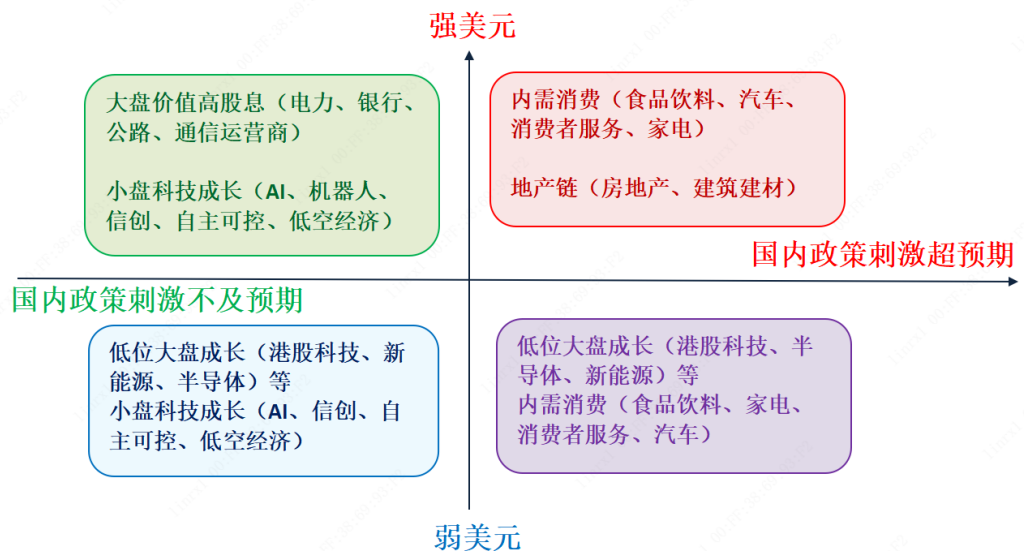 强美元
大盘价值高股息（电力、银行、
公路、通信运营商）
小盘科技成长（AI、机器人、
信创、自主可控、低空经济）
内需消费（食品饮料、汽车、
消费者服务、家电）
地产链（房地产、建筑建材）
国内政策刺激超预期
国内政策刺激不及预期
低位大盘成长（港股科技、新
能源、半导体）等
小盘科技成长（AI、信创、自
主可控、低空经济）
低位大盘成长（港股科技、半
导体、新能源）等
内需消费（食品饮料、家电、
消费者服务、汽车）
弱美元